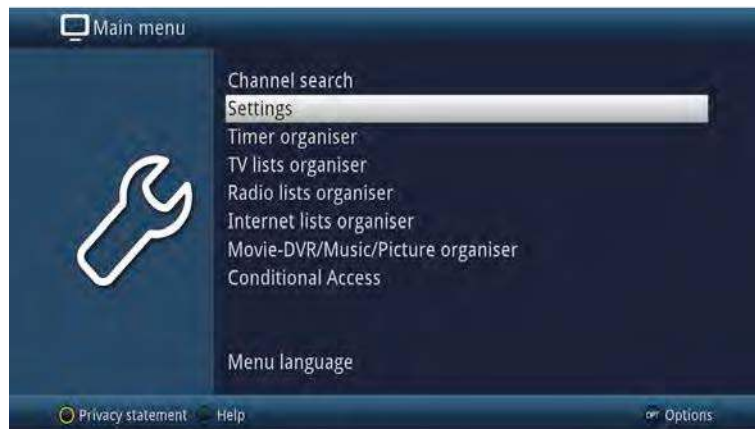 Main menu
Channel search
Settings
Timer organiser
TV lists organiser
Radio lists organiser
Internet lists organiser
Movie-DVR/Music/Picture organiser
Conditional Access
Menu language
Privacy statement Help OPT Options